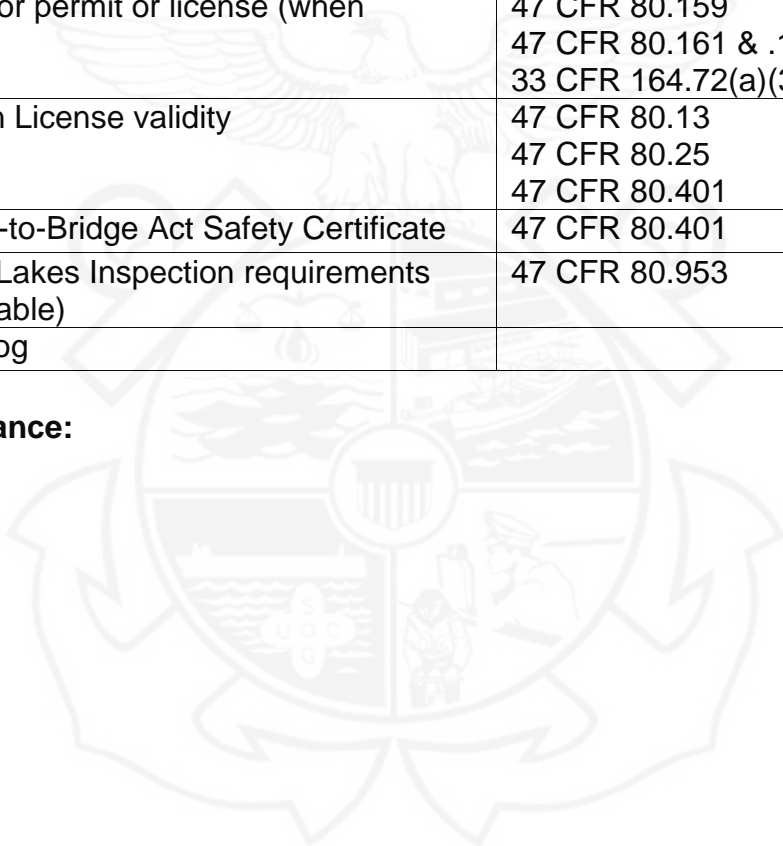 or permit or license (when 47 CFR 80.159
47 CFR 80.161 & .1
33 CFR 164.72(a)(3
n License validity 47 CFR 80.13
47 CFR 80.25
47 CFR 80.401
-to-Bridge Act Safety Certificate 47 CFR 80.401
Lakes Inspection requirements 47 CFR 80.953
able)
og
ance:
S
U O C
G